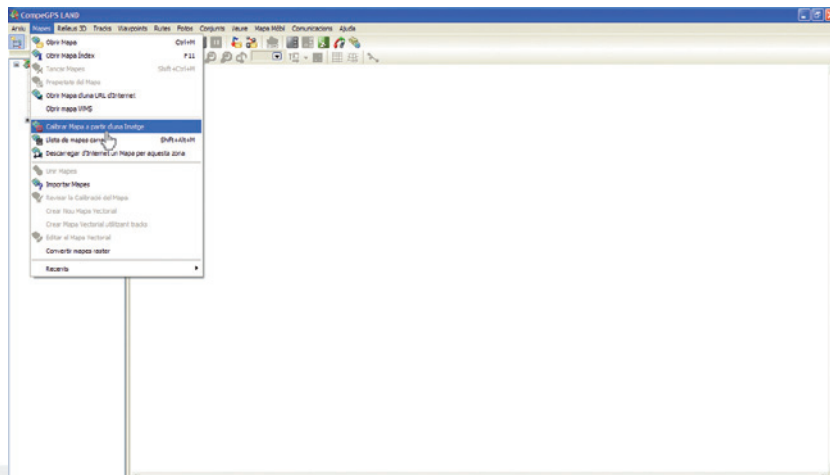 CompeGPS LAND
Arxiu Mapes Relleus 3D Tracks Waypoints Rutes Fotos Conjunts Veure Mapa Mòbil Comunicacions Ajuda
Obrir Mapa Ctrl+M
Obrir Mapa Índex F11
Tancar Mapes Shift+Ctrl+M
Propietats del Mapa
Obrir Mapa d'una URL d'Internet
Obrir mapa WMS
Calibrar Mapa a partir d'una Imatge
Llista de mapes Shift+Alt+M
Descarregar d'Internet un Mapa per aquesta zona
Unir Mapes
Importar Mapes
Revisar la Calibració del Mapa
Crear Nou Mapa Vectorial
Crear Mapa Vectorial utilitzant tracks
Editar el Mapa Vectorial
Convertir mapes raster
Recents